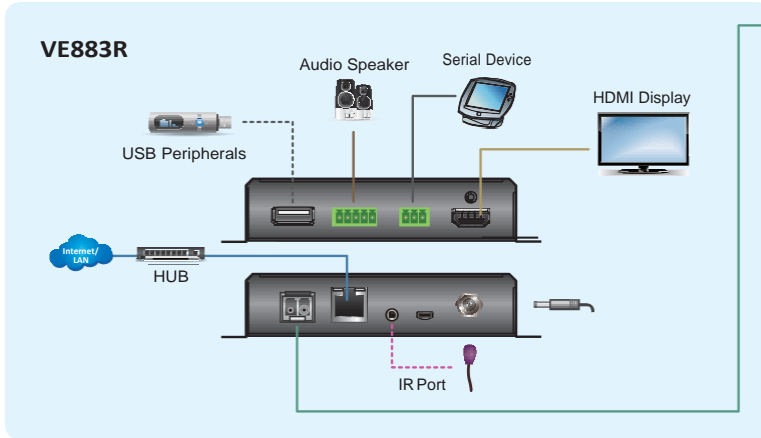 VE883R
Audio Speaker
Serial Device
HDMI Display
USB Peripherals
Internet/
LAN
HUB
IR Port